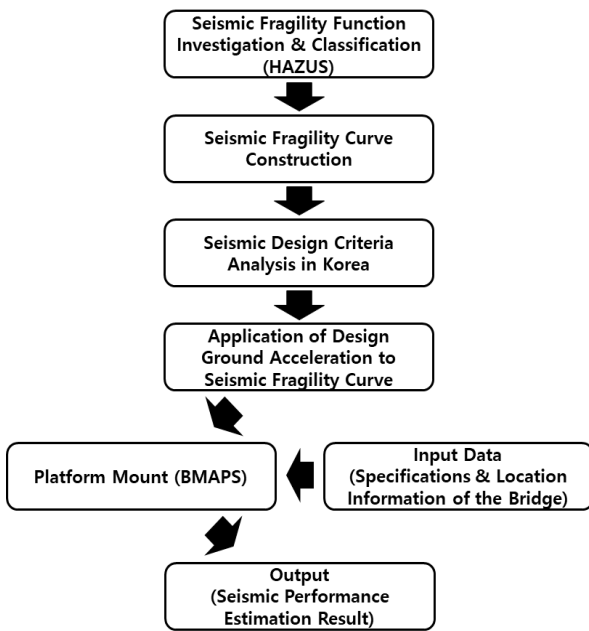 Seismic Fragility Function
Investigation & Classification
(HAZUS)
Seismic Fragility Curve
Construction
Seismic Design Criteria
Analysis in Korea
Application of Design
Ground Acceleration to
Seismic Fragility Curve
Platform Mount (BMAPS)
Input Data
(Specifications & Location
Information of the Bridge)
Output
(Seismic Performance
Estimation Result)